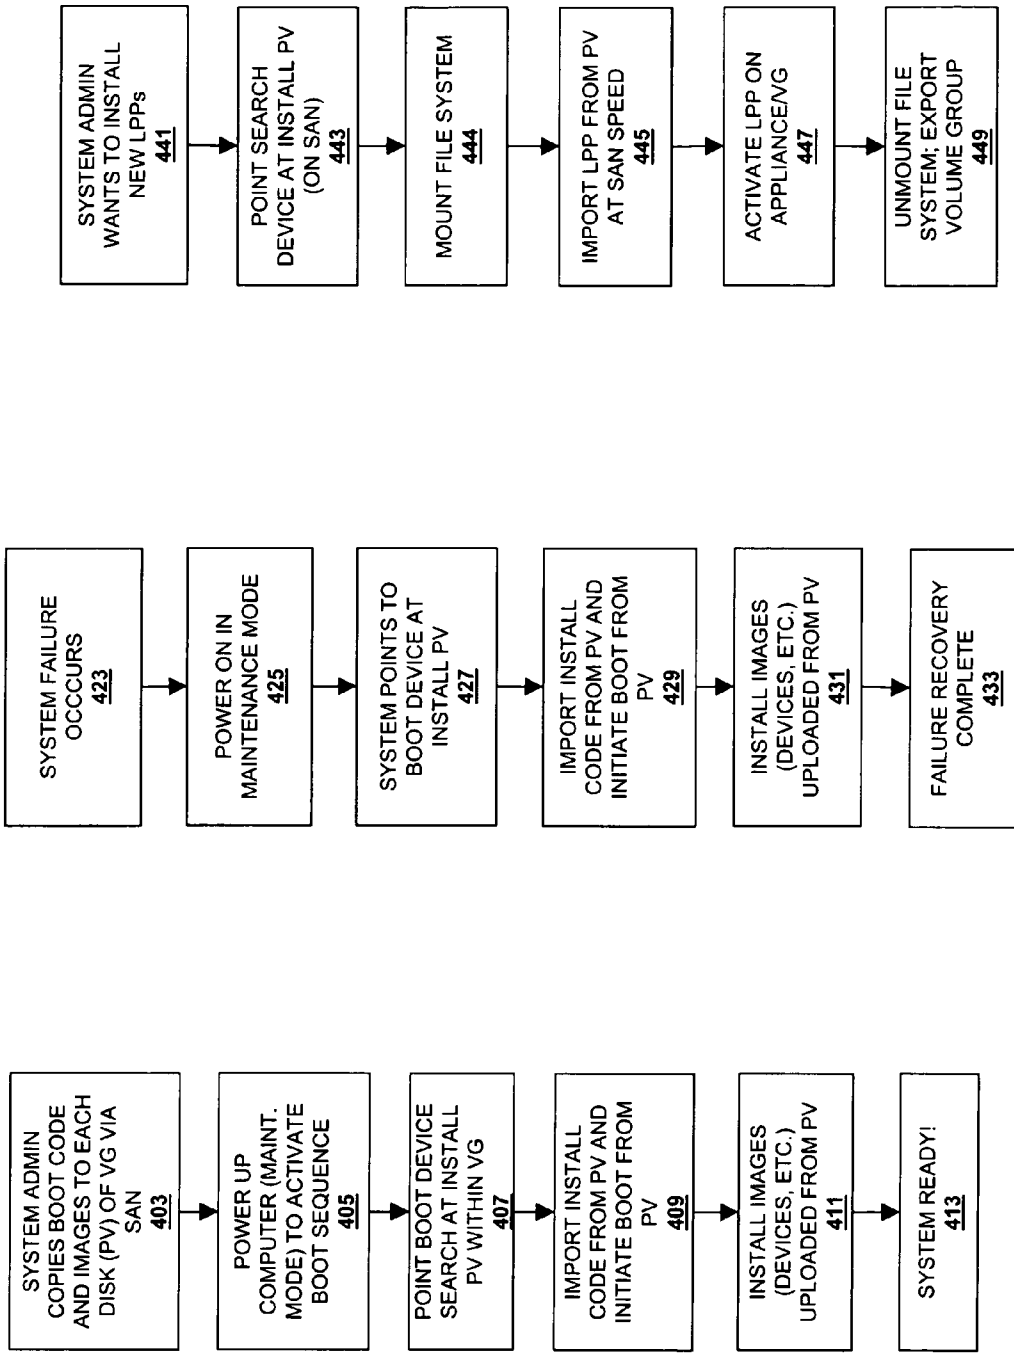 SYSTEM ADMIN
COPIES BOOT CODE
AND IMAGES TO EACH
DISK (PV) OF VG VIA
SAN
403
POWER UP
COMPUTER (MAINT.
MODE) TO ACTIVATE
BOOT SEQUENCE
405
POINT BOOT DEVICE
SEARCH AT INSTALL
PV WITHIN VG
407
IMPORT INSTALL
CODE FROM PV AND
INITIATE BOOT FROM
PV
409
INSTALL IMAGES
(DEVICES, ETC.)
UPLOADED FROM PV
411
SYSTEM READY!
413
SYSTEM FAILURE
OCCCURS
423
POWER ON IN
MAINTENANCE MODE
425
SYSTEM POINTS TO
BOOT DEVICE AT
INSTALL PV
427
IMPORT INSTALL
CODE FROM PV AND
INITIATE BOOT FROM
PV
429
INSTALL IMAGES
(DEVICES, ETC.)
UPLOADED FROM PV
431
FAILURE RECOVERY
COMPLETE
433
SYSTEM ADMIN
WANTS TO INSTALL
NEW LPPs
441
POINT SEARCH
DEVICE AT INSTALL PV
(ON SAN)
443
MOUNT FILE SYSTEM
444
IMPORT LPP FROM PV
AT SAN SPEED
445
ACTIVATE LPP ON
APPLIANCE/VG
447
UNMOUNT FILE
SYSTEM; EXPORT
VOLUME GROUP
449